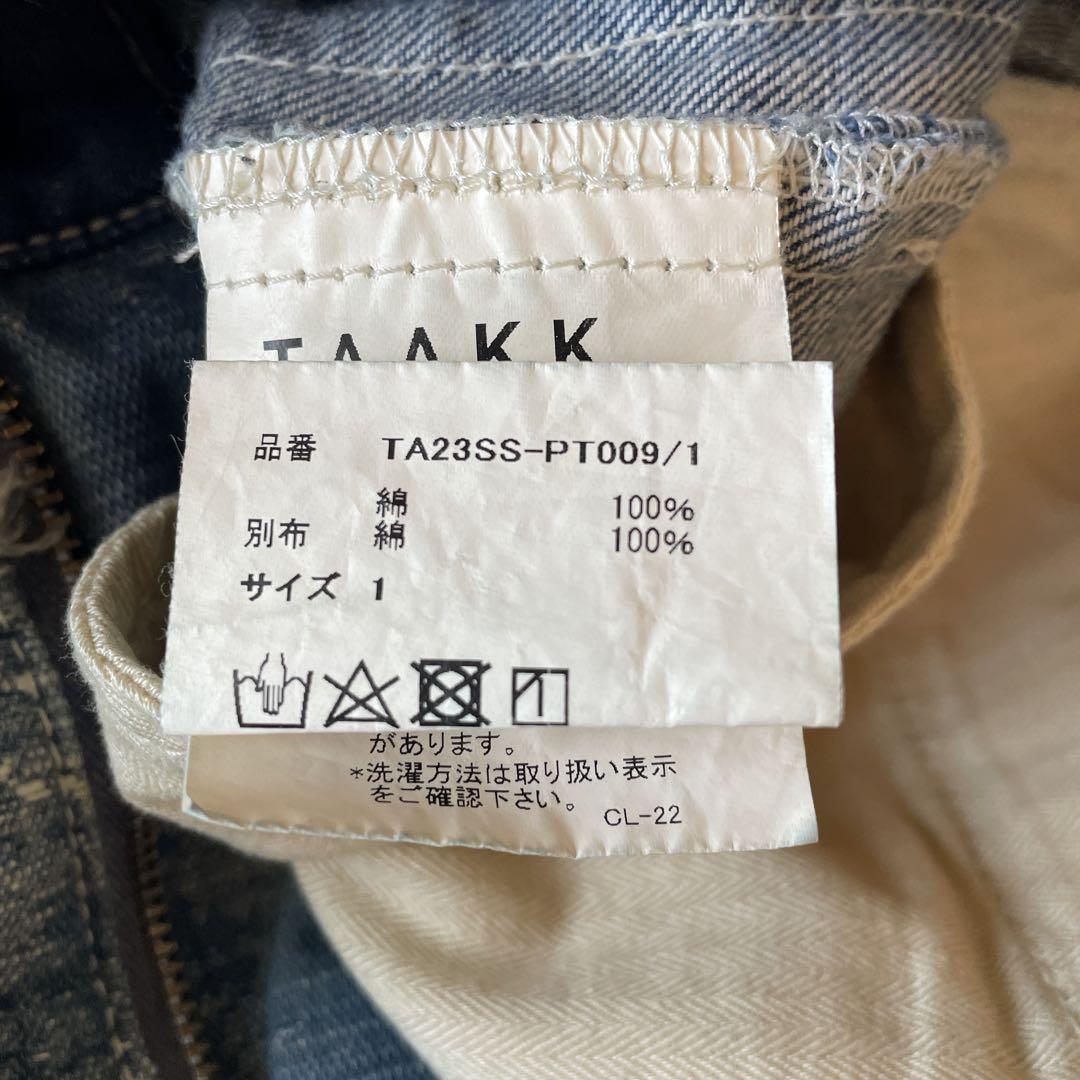 TAAKK
品番 TA23SS-PT009/1
綿 100%
別布 綿 100%
サイズ 1
があります。
*洗濯方法は取り扱い表示
をご確認下さい。
CL-22